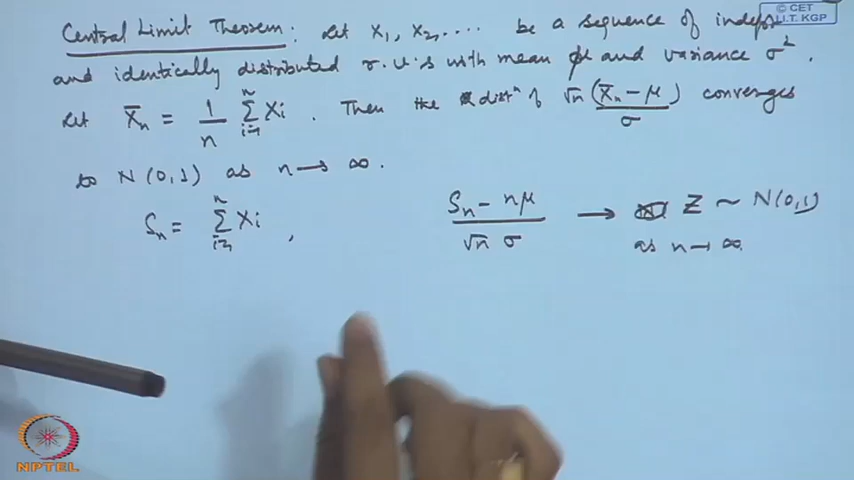 Central Limit Theorem: Let X1, X2, .... be a sequence of indep
© CET
I.I.T. KGP
and identically distributed r.v.s with mean μ and variance σ².
Let X̄n = 1/n Σ(i=1 to n) Xi . Then the distⁿ of √n (X̄n − μ)/σ converges
to N(0,1) as n → ∞.
Sn = Σ(i=1 to n) Xi , (Sn − nμ)/(√n σ) → Z ~ N(0,1)
as n → ∞.
NPTEL